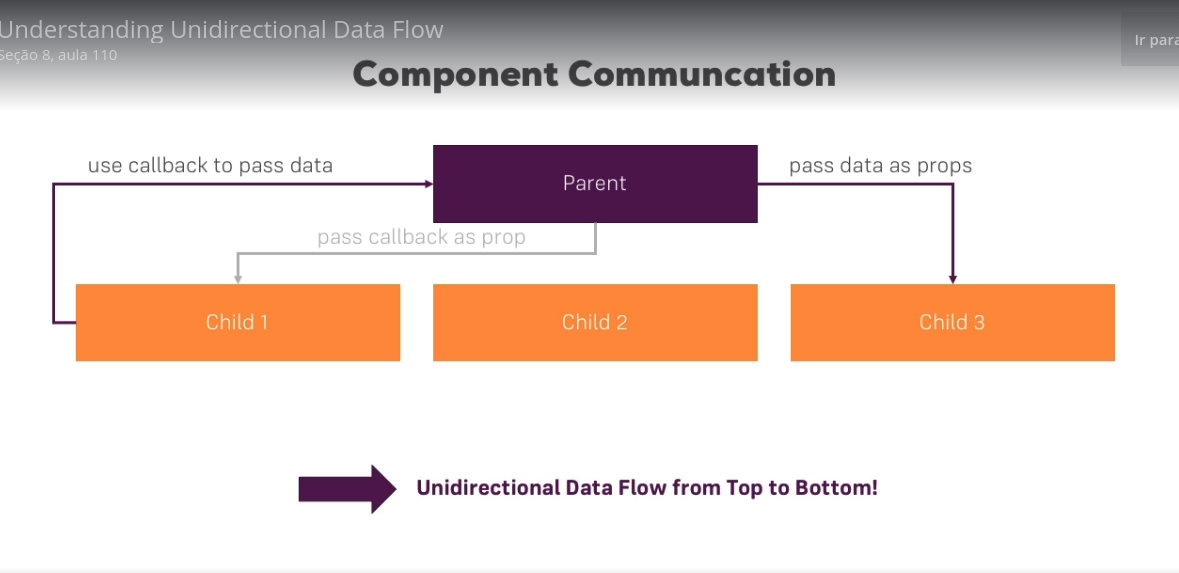 Understanding Unidirectional Data Flow
Seção 8, aula 110
Ir para
Component Communcation
use callback to pass data
Parent
pass data as props
pass callback as prop
Child 1
Child 2
Child 3
Unidirectional Data Flow from Top to Bottom!